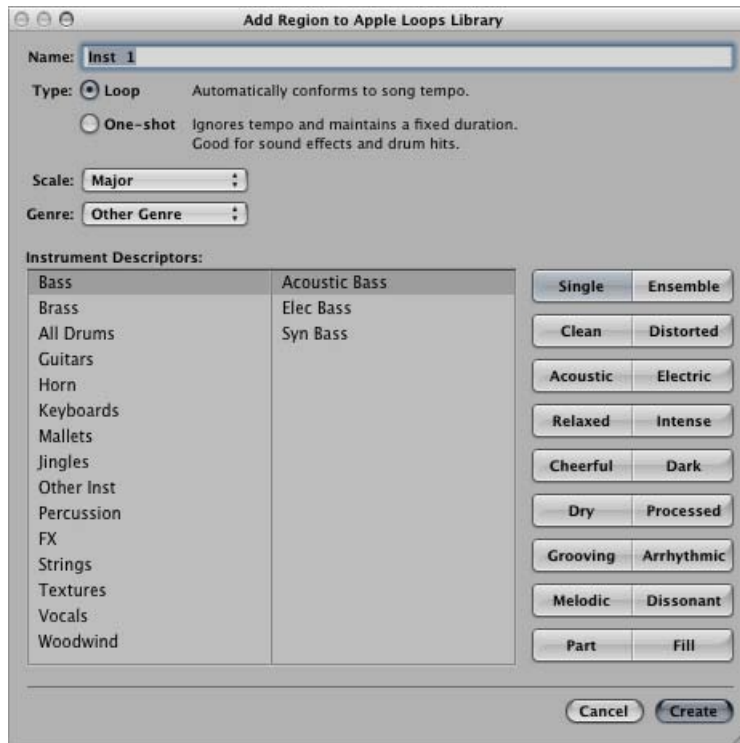 Add Region to Apple Loops Library
Name: Inst 1
Type: Loop Automatically conforms to song tempo.
One-shot Ignores tempo and maintains a fixed duration.
Good for sound effects and drum hits.
Scale: Major
Genre: Other Genre
Instrument Descriptors:
Bass
Brass
All Drums
Guitars
Horn
Keyboards
Mallets
Jingles
Other Inst
Percussion
FX
Strings
Textures
Vocals
Woodwind
Acoustic Bass
Elec Bass
Syn Bass
Single Ensemble
Clean Distorted
Acoustic Electric
Relaxed Intense
Cheerful Dark
Dry Processed
Grooving Arrhythmic
Melodic Dissonant
Part Fill
Cancel Create